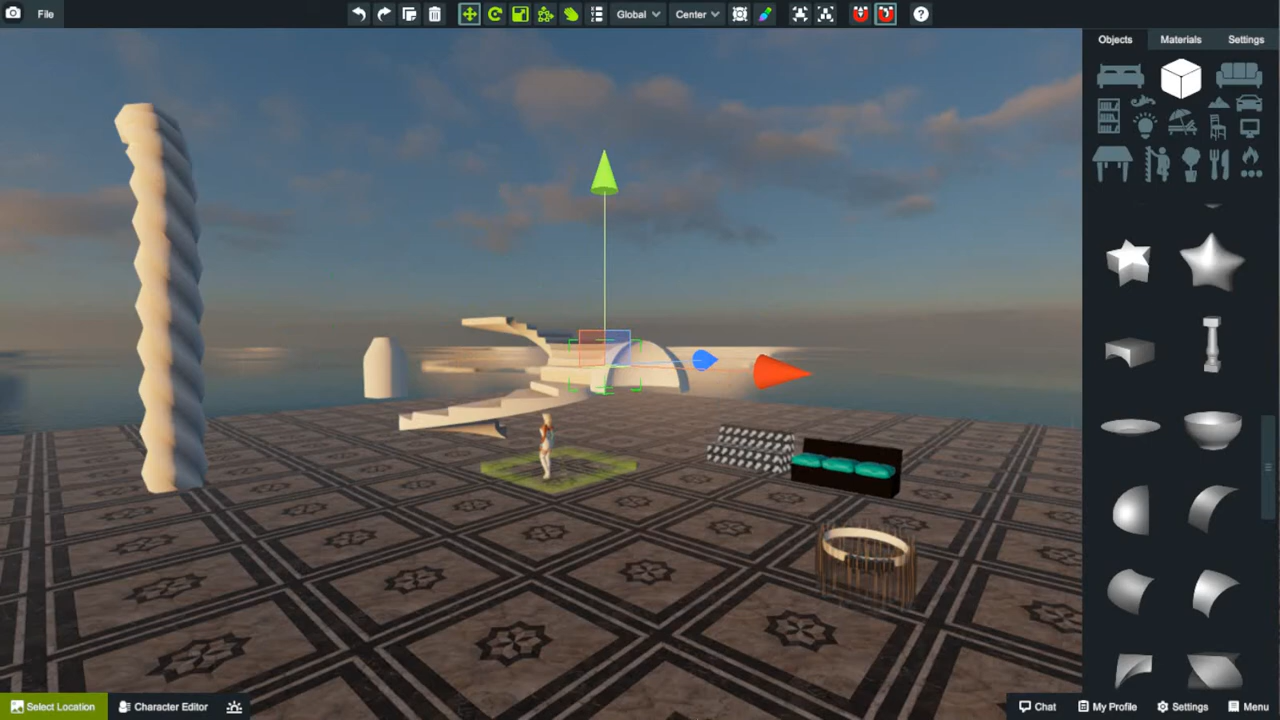 File
Global
Center
Objects
Materials
Settings
Select Location
Character Editor
Chat
My Profile
Settings
Menu